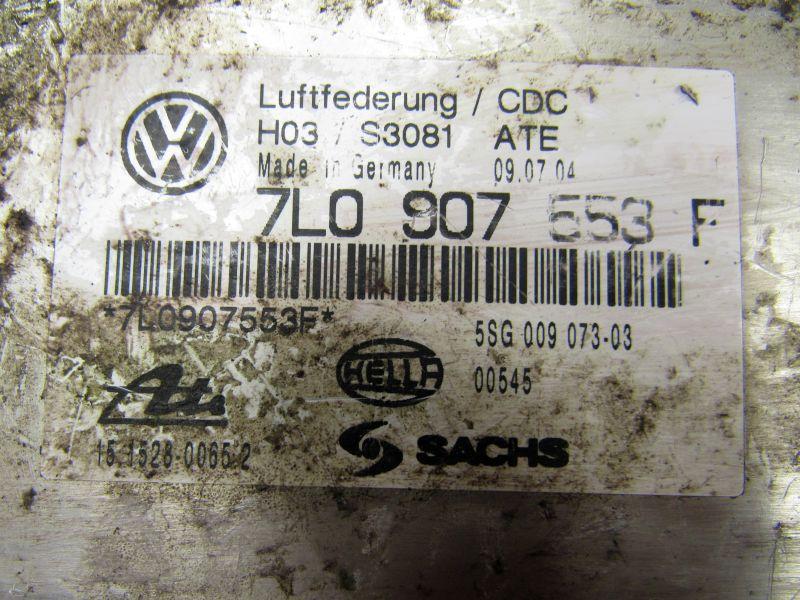 Luftfederung / CDC
H03 / S3081 ATE
Made in Germany 09.07.04
7L0 907 553 F
*7L0907553F*
5SG 009 073-03
HELLA 00545
Ate
15.1528-0065.2
SACHS